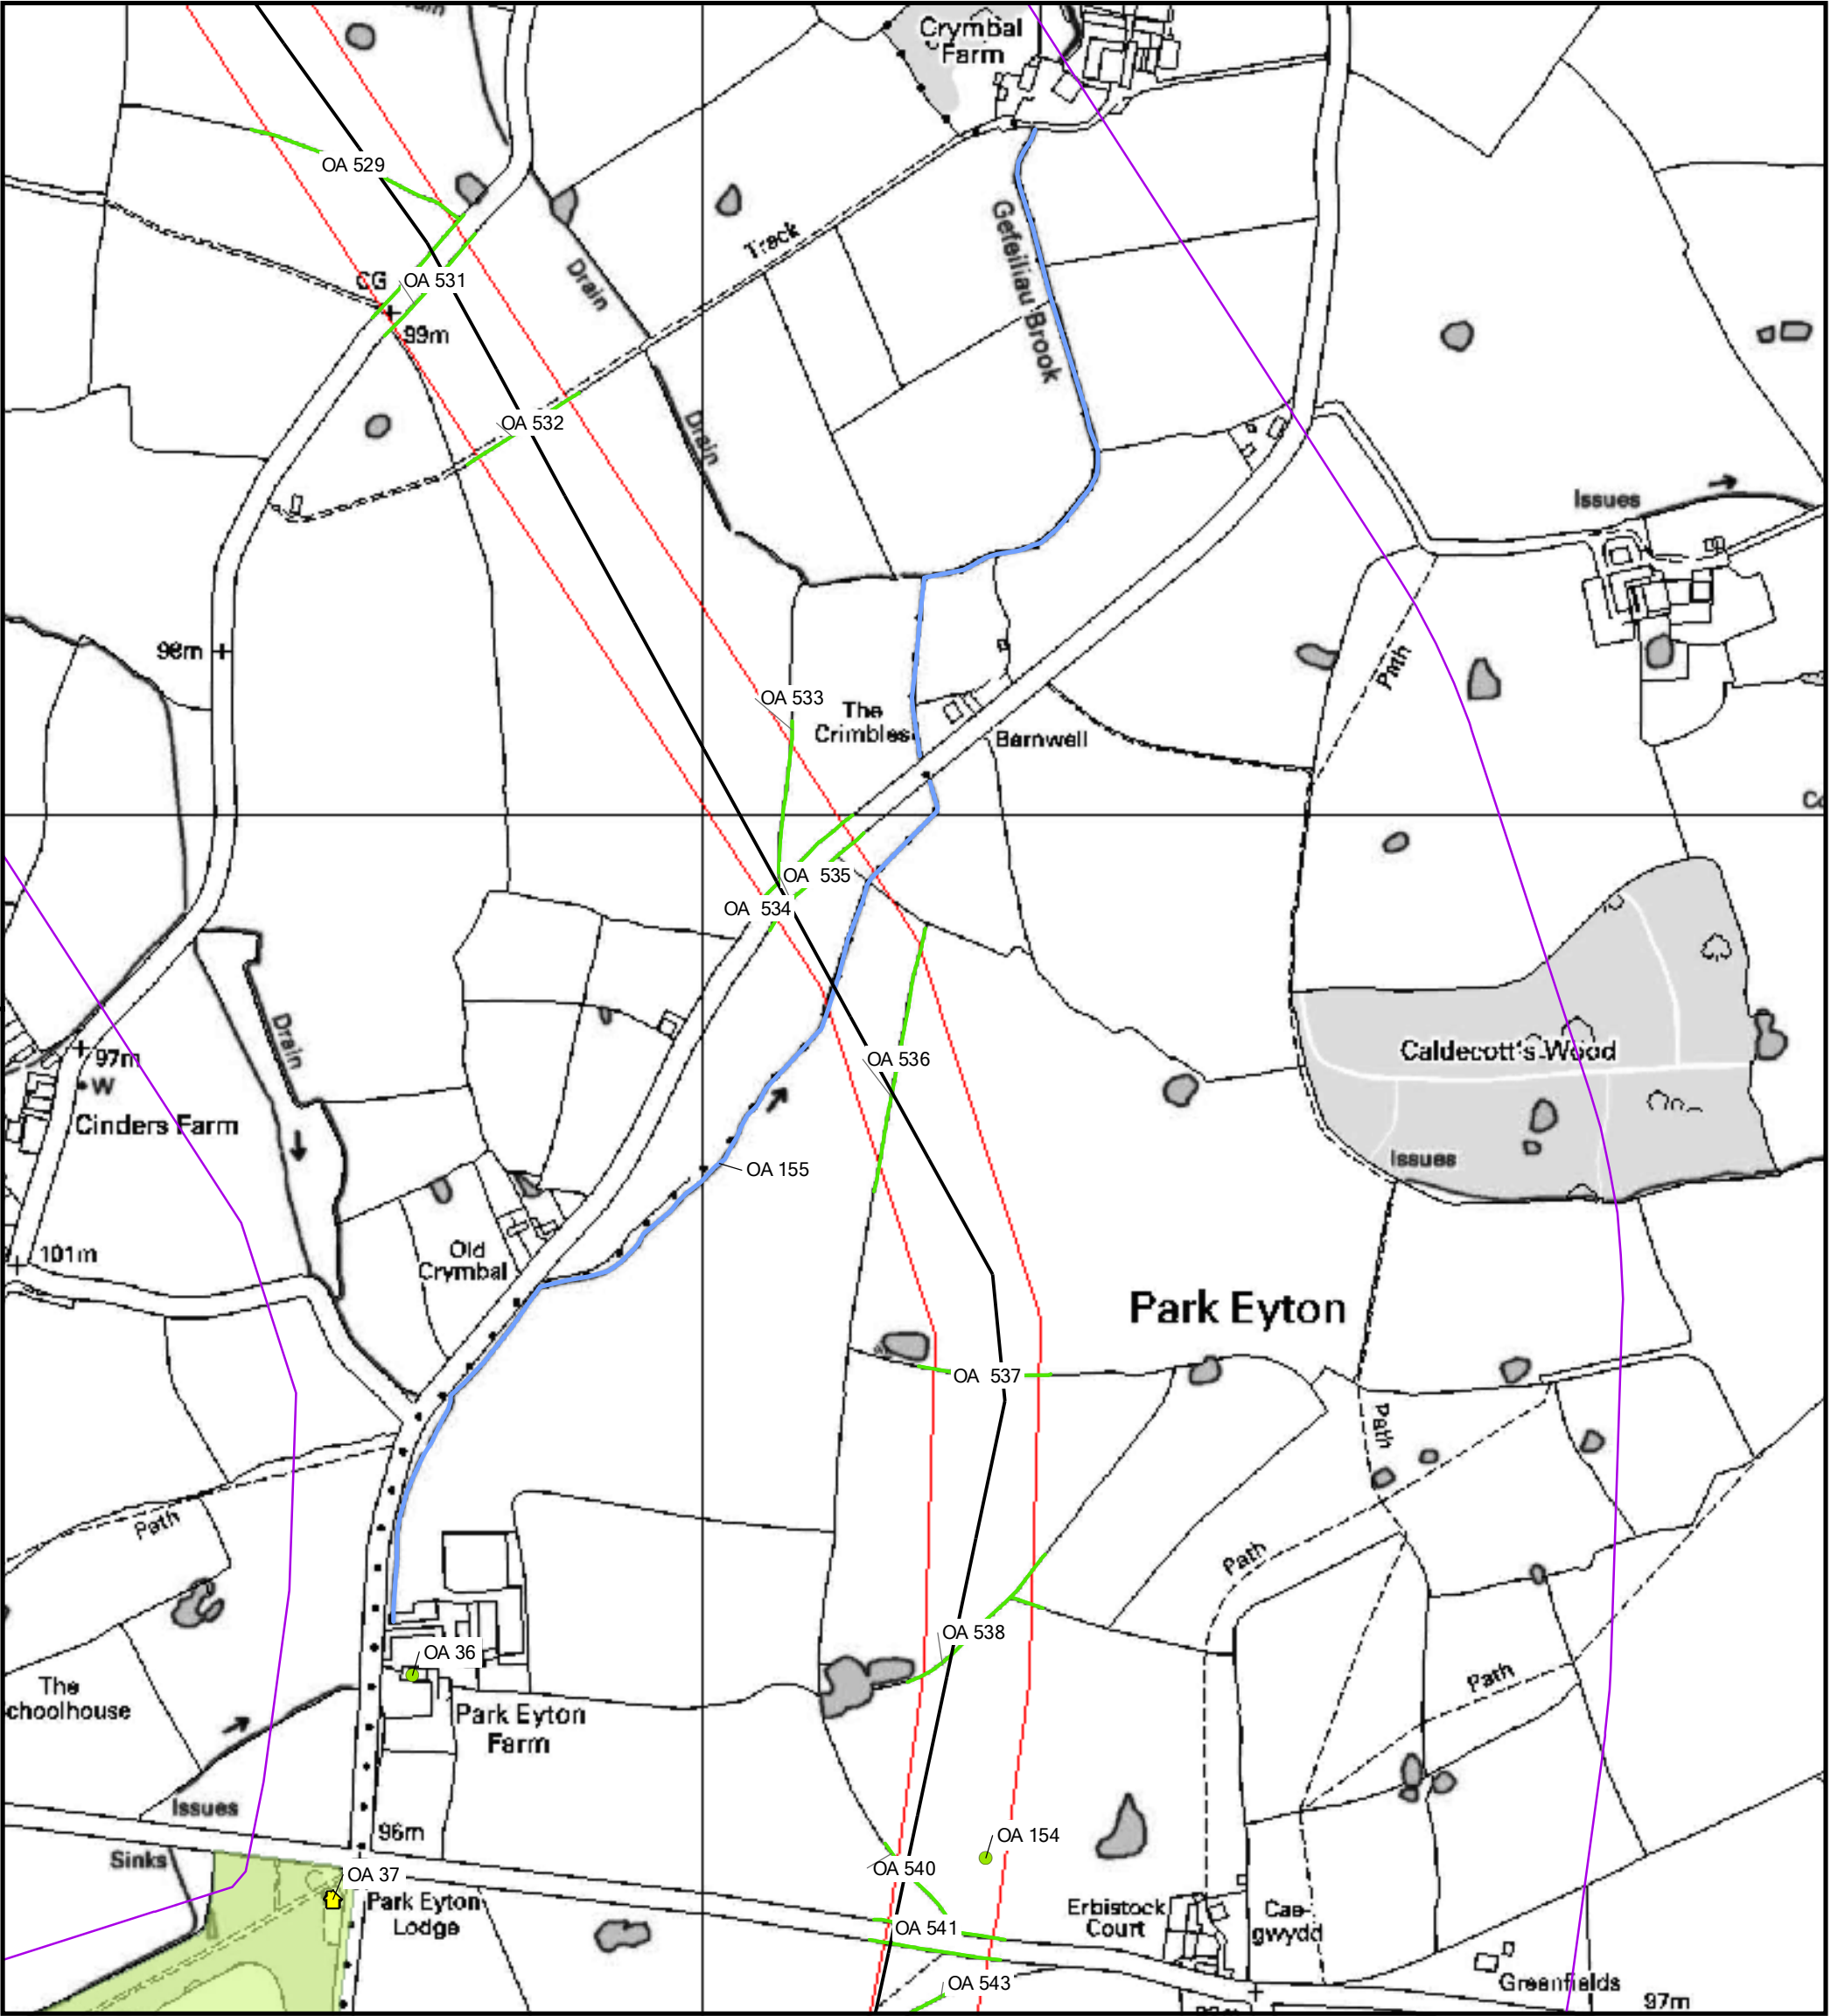 Crymbal
Farm
OA 529
Track
Gefeiliau Brook
Drain
CG
OA 531
99m
OA 532
Drain
Issues
98m
Path
OA 533
The
Crimbles
Barnwell
OA 535
OA 534
Drain
OA 536
Caldecott's Wood
97m
W
Cinders Farm
Issues
OA 155
101m
Old
Crymbal
Park Eyton
OA 537
Path
Path
Path
OA 538
OA 36
Path
The
choolhouse
Park Eyton
Farm
Issues
96m
OA 154
Sinks
OA 540
OA 37
Park Eyton
Lodge
Erbistock
Court
Cae-
gwydd
OA 541
OA 543
Greenfields
97m